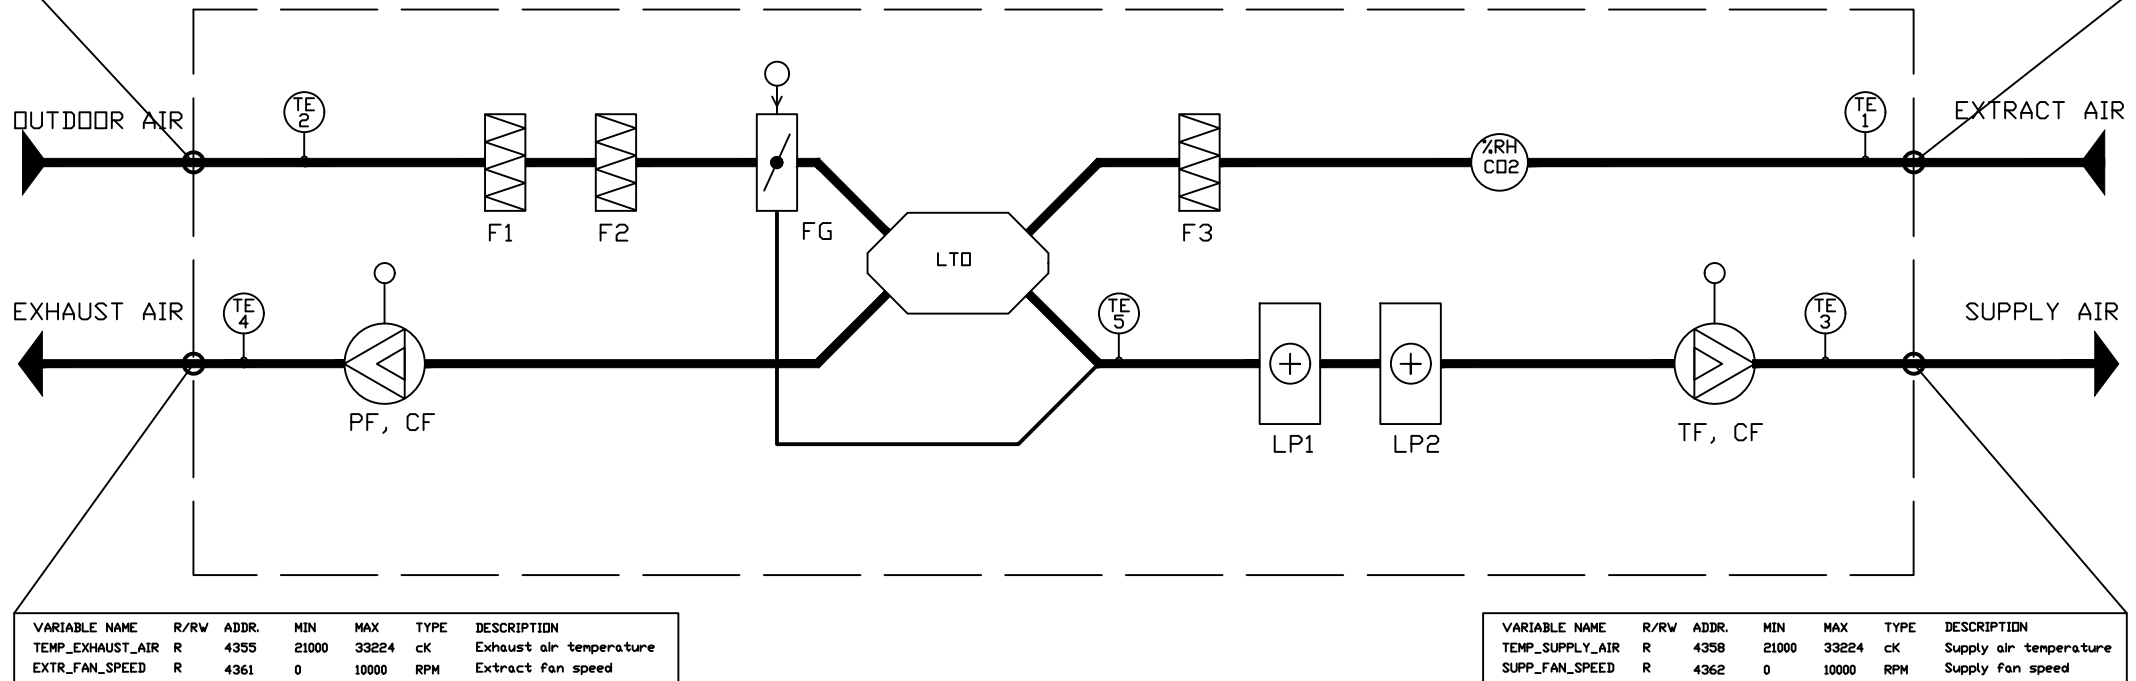 OUTDOOR AIR
TE
2
F1
F2
FG
LTO
F3
%RH
CO2
TE
1
EXTRACT AIR
EXHAUST AIR
TE
4
PF, CF
TE
5
LP1
LP2
TF, CF
TE
3
SUPPLY AIR
VARIABLE NAME R/RW ADDR. MIN MAX TYPE DESCRIPTION
TEMP_EXHAUST_AIR R 4355 21000 33224 cK Exhaust air temperature
EXTR_FAN_SPEED R 4361 0 10000 RPM Extract fan speed
VARIABLE NAME R/RW ADDR. MIN MAX TYPE DESCRIPTION
TEMP_SUPPLY_AIR R 4358 21000 33224 cK Supply air temperature
SUPP_FAN_SPEED R 4362 0 10000 RPM Supply fan speed